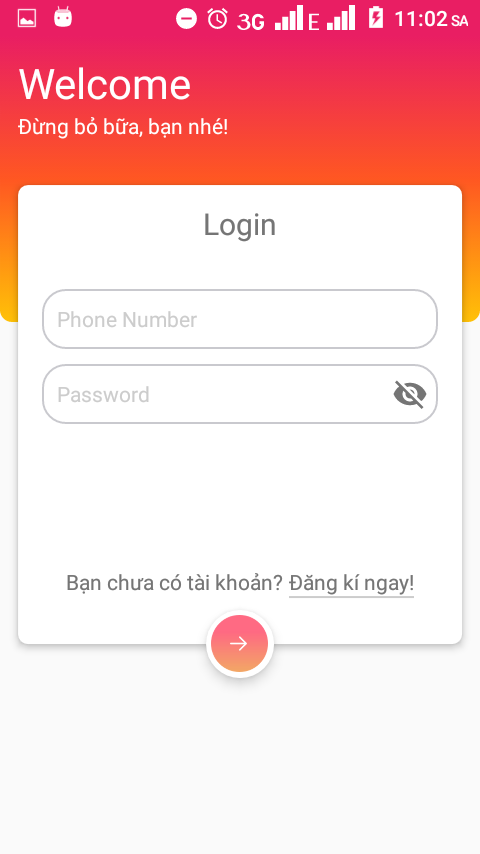 3G E 11:02 SA
Welcome
Đừng bỏ bữa, bạn nhé!
Login
Phone Number
Password
Bạn chưa có tài khoản? Đăng kí ngay!